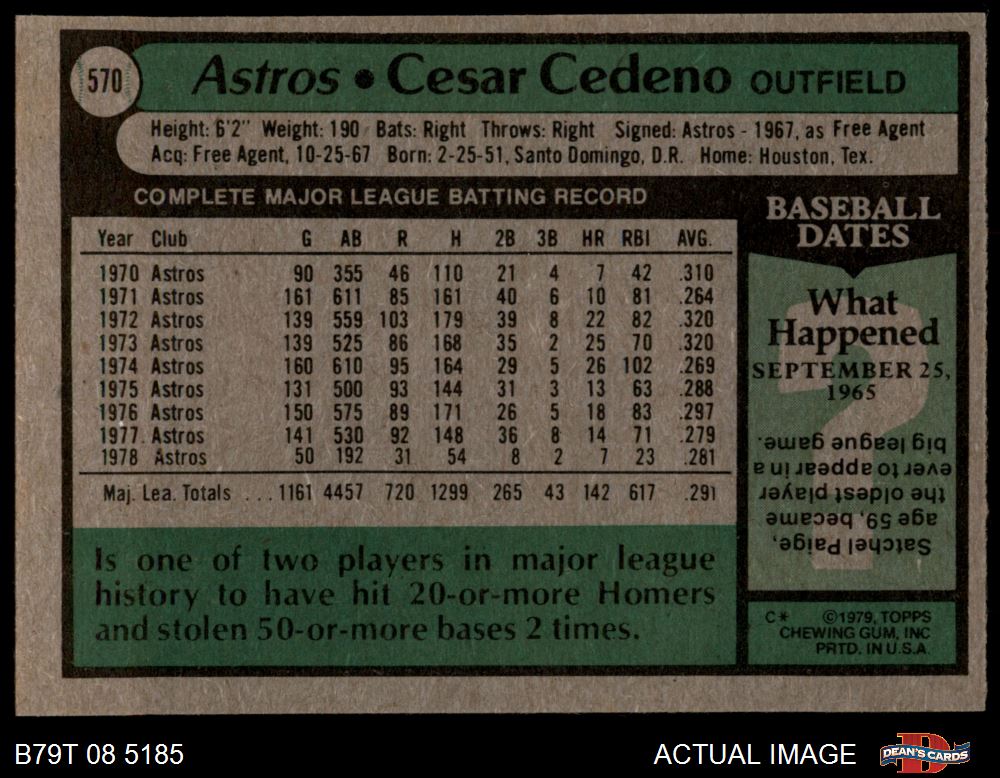 570
Astros • Cesar Cedeno OUTFIELD
Height: 6'2" Weight: 190 Bats: Right Throws: Right Signed: Astros - 1967, as Free Agent
Acq: Free Agent, 10-25-67 Born: 2-25-51, Santo Domingo, D.R. Home: Houston, Tex.
COMPLETE MAJOR LEAGUE BATTING RECORD
Year Club G AB R H 2B 3B HR RBI AVG.
1970 Astros 90 355 46 110 21 4 7 42 .310
1971 Astros 161 611 85 161 40 6 10 81 .264
1972 Astros 139 559 103 179 39 8 22 82 .320
1973 Astros 139 525 86 168 35 2 25 70 .320
1974 Astros 160 610 95 164 29 5 26 102 .269
1975 Astros 131 500 93 144 31 3 13 63 .288
1976 Astros 150 575 89 171 26 5 18 83 .297
1977 Astros 141 530 92 148 36 8 14 71 .279
1978 Astros 50 192 31 54 8 2 7 23 .281
Maj. Lea. Totals ... 1161 4457 720 1299 265 43 142 617 .291
Is one of two players in major league
history to have hit 20-or-more Homers
and stolen 50-or-more bases 2 times.
BASEBALL
DATES
What
Happened
SEPTEMBER 25,
1965
Satchel Paige,
age 59, became
the oldest player
ever to appear in a
big league game.
C* ©1979, TOPPS
CHEWING GUM, INC
PRTD. IN U.S.A.
B79T 08 5185
ACTUAL IMAGE
D
DEAN'S CARDS